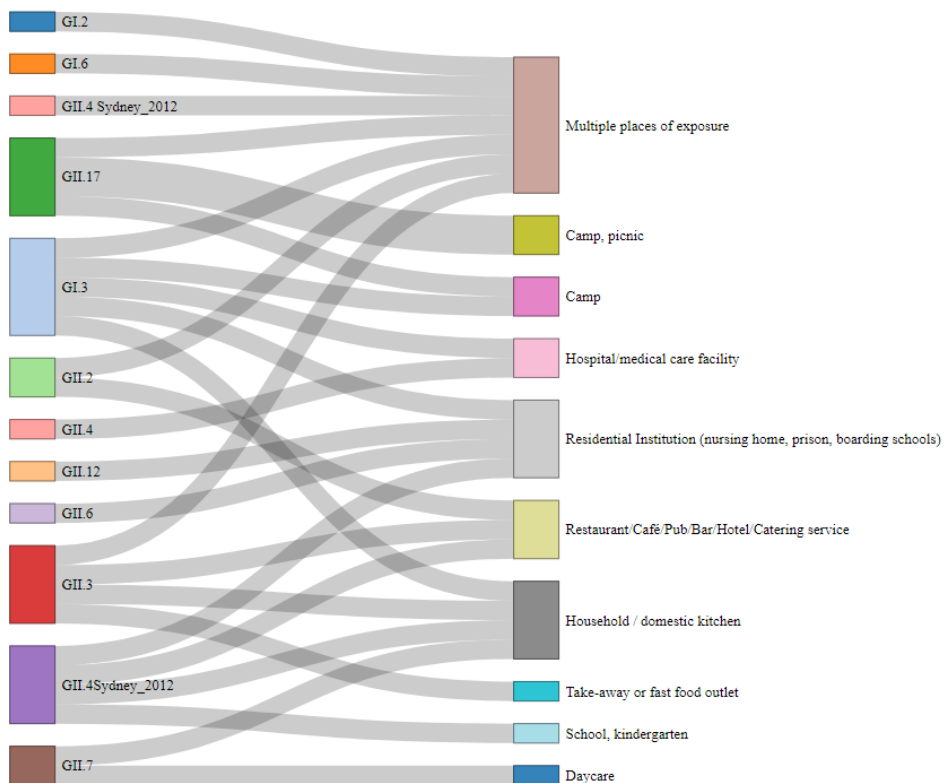 GI.2
GI.6
GII.4 Sydney_2012
GII.17
GI.3
GII.2
GII.4
GII.12
GII.6
GII.3
GII.4Sydney_2012
GII.7
Multiple places of exposure
Camp, picnic
Camp
Hospital/medical care facility
Residential Institution (nursing home, prison, boarding schools)
Restaurant/Café/Pub/Bar/Hotel/Catering service
Household / domestic kitchen
Take-away or fast food outlet
School, kindergarten
Daycare